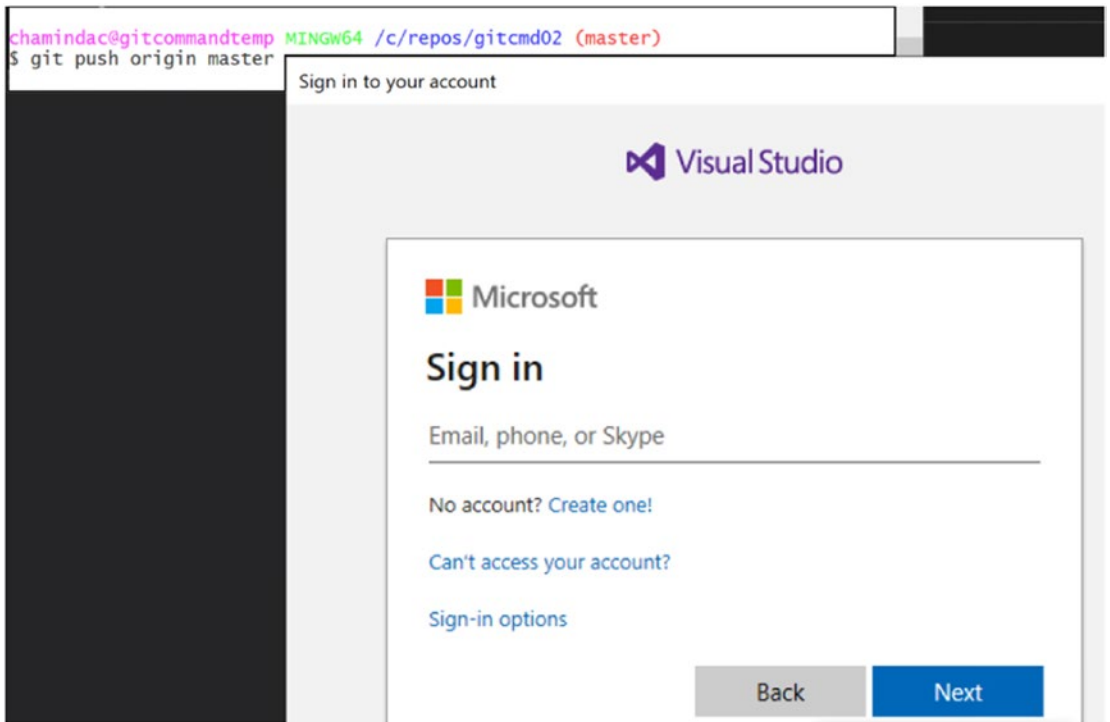 chamindac@gitcommandtemp MINGW64 /c/repos/gitcmd02 (master)
$ git push origin master
Sign in to your account
Visual Studio
Microsoft
Sign in
Email, phone, or Skype
No account? Create one!
Can't access your account?
Sign-in options
Back Next